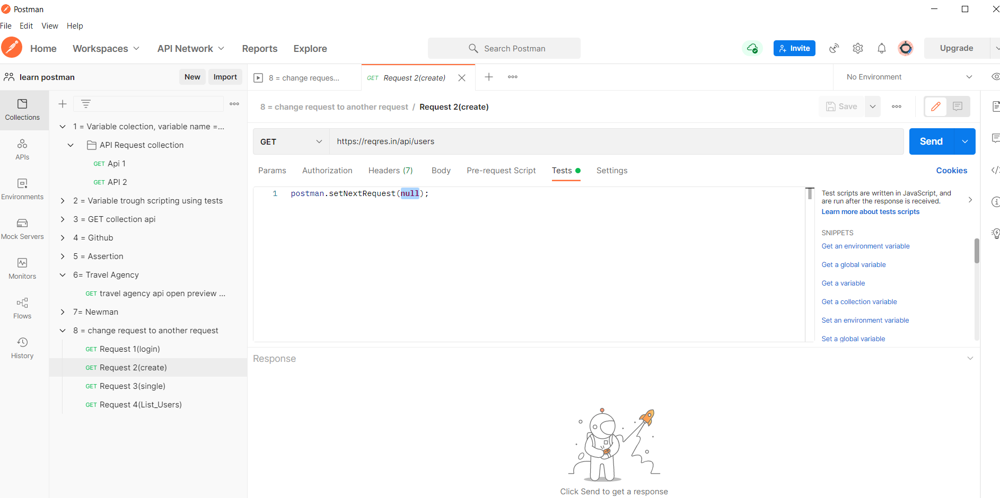 Postman
File Edit View Help
Home Workspaces API Network Reports Explore Search Postman Invite Upgrade
learn postman New Import 8 = change reques... GET Request 2(create) No Environment
8 = change request to another request / Request 2(create) Save
GET https://reqres.in/api/users Send
Params Authorization Headers (7) Body Pre-request Script Tests Settings Cookies
Collections
APIs
Environments
Mock Servers
Monitors
Flows
History
1 = Variable colection, variable name =...
API Request collection
GET Api 1
GET API 2
2 = Variable trough scripting using tests
3 = GET collection api
4 = Github
5 = Assertion
6= Travel Agency
GET travel agency api open preview ...
7= Newman
8 = change request to another request
GET Request 1(login)
GET Request 2(create)
GET Request 3(single)
GET Request 4(List_Users)
1 postman.setNextRequest(null);
Test scripts are written in JavaScript, and
are run after the response is received.
Learn more about tests scripts
SNIPPETS
Get an environment variable
Get a global variable
Get a variable
Get a collection variable
Set an environment variable
Set a global variable
Response
Click Send to get a response